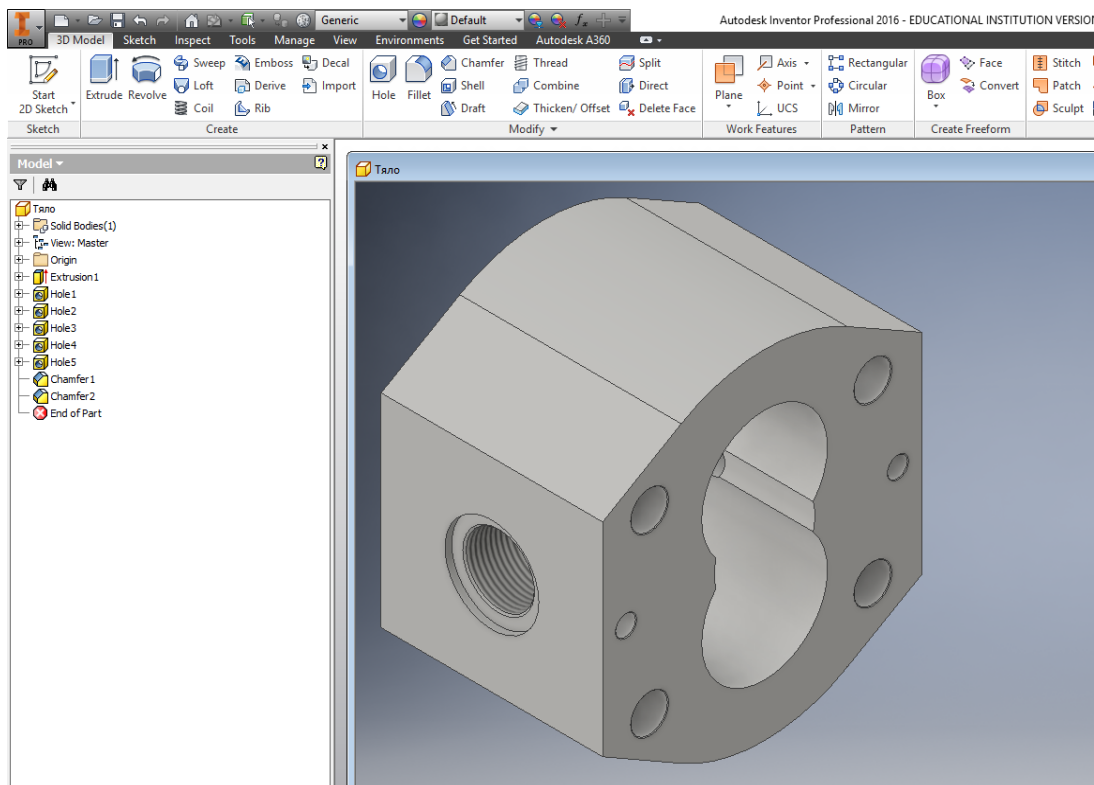 Generic
Default
Autodesk Inventor Professional 2016 - EDUCATIONAL INSTITUTION VERSION
PRO
3D Model Sketch Inspect Tools Manage View Environments Get Started Autodesk A360
Start
2D Sketch
Extrude
Revolve
Sweep
Loft
Coil
Emboss
Derive
Rib
Decal
Import
Hole
Fillet
Chamfer
Shell
Draft
Thread
Combine
Thicken/ Offset
Split
Direct
Delete Face
Plane
Axis
Point
UCS
Rectangular
Circular
Mirror
Box
Face
Convert
Stitch
Patch
Sculpt
Sketch
Create
Modify
Work Features
Pattern
Create Freeform
Model
Тяло
Solid Bodies(1)
View: Master
Origin
Extrusion1
Hole1
Hole2
Hole3
Hole4
Hole5
Chamfer1
Chamfer2
End of Part
Тяло